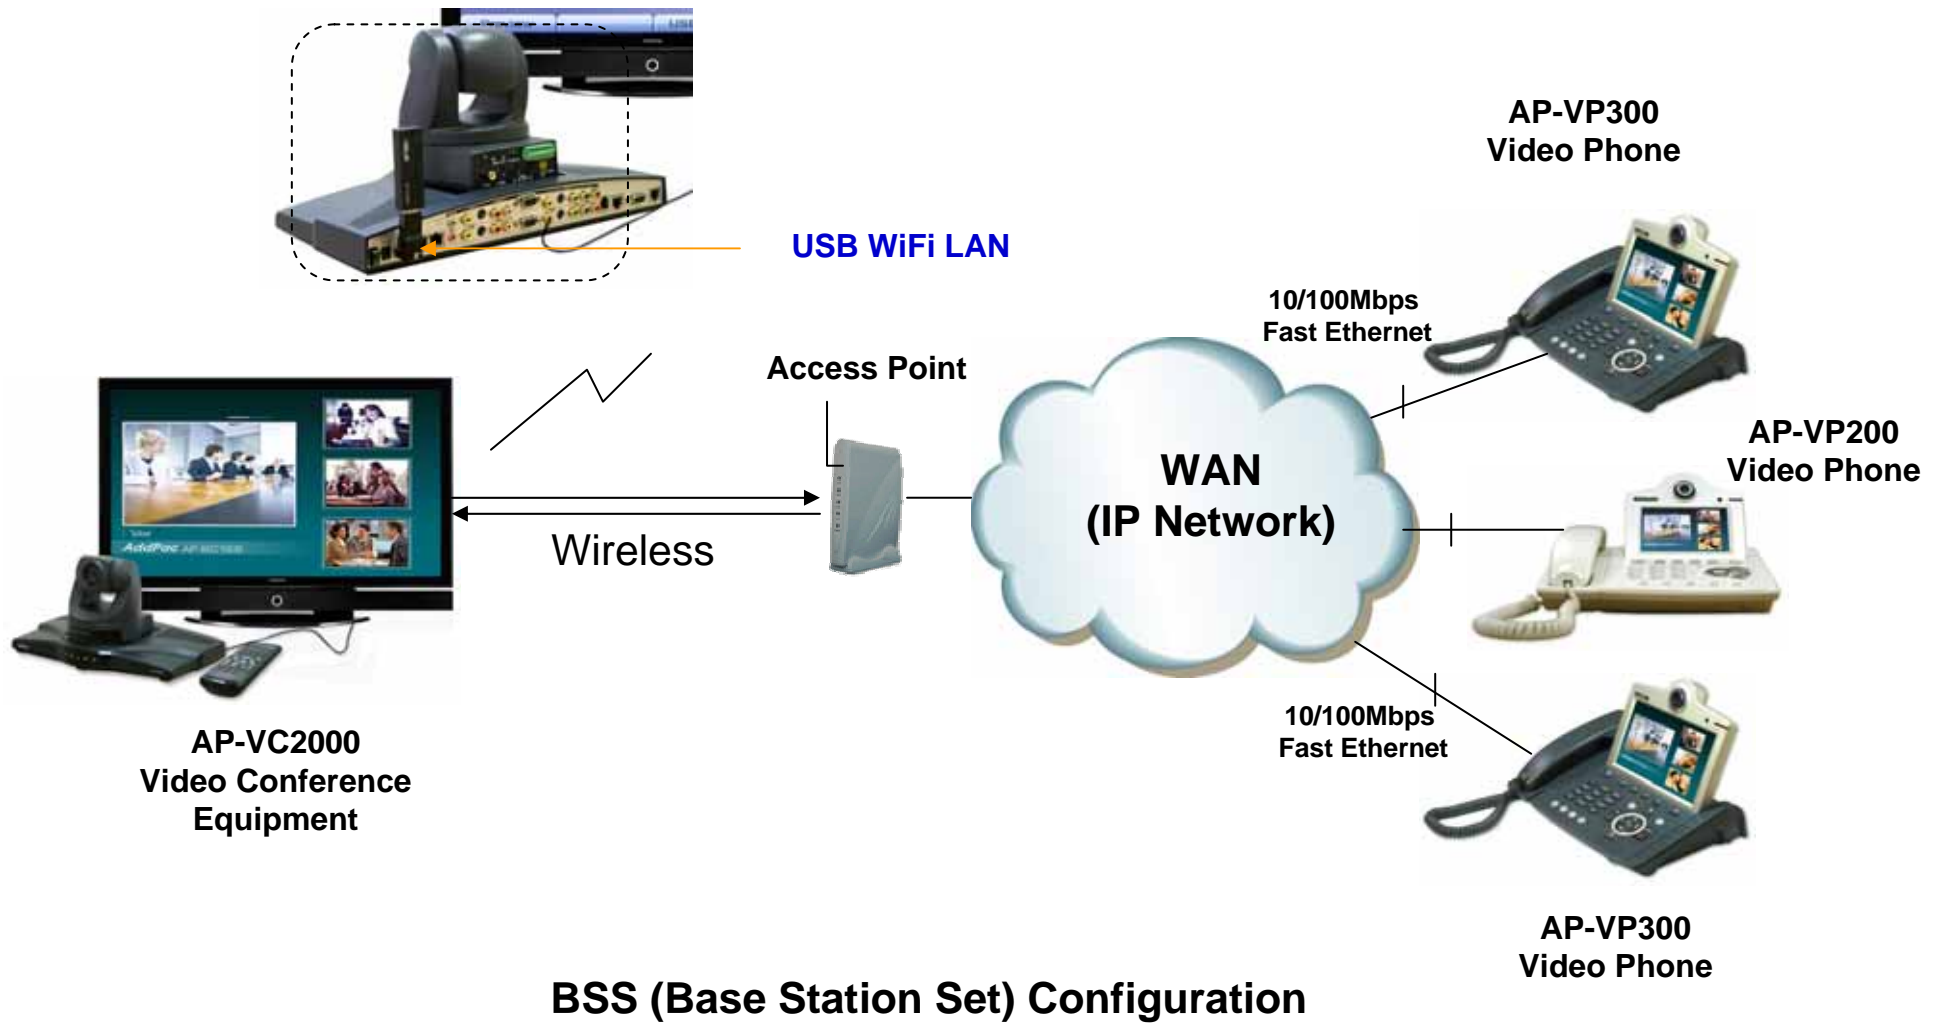 AP-VP300
Video Phone
USB WiFi LAN
10/100Mbps
Fast Ethernet
Access Point
AP-VP200
Video Phone
WAN
(IP Network)
Wireless
AddPac
10/100Mbps
Fast Ethernet
AP-VC2000
Video Conference
Equipment
AP-VP300
Video Phone
BSS (Base Station Set) Configuration